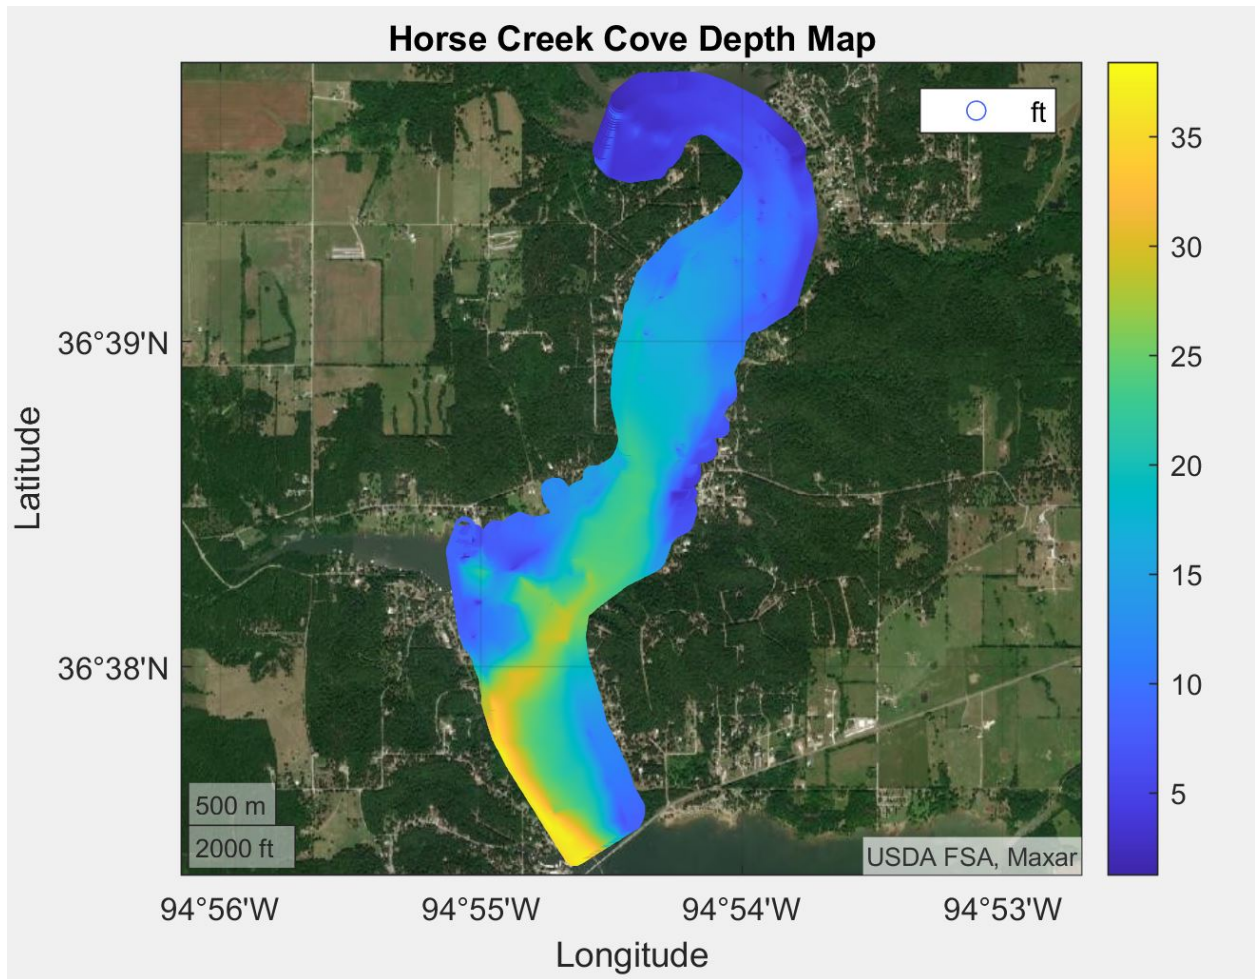 Horse Creek Cove Depth Map
ft
35
30
25
20
15
10
5
Latitude
36°39'N
36°38'N
500 m
2000 ft
USDA FSA, Maxar
94°56'W
94°55'W
94°54'W
94°53'W
Longitude